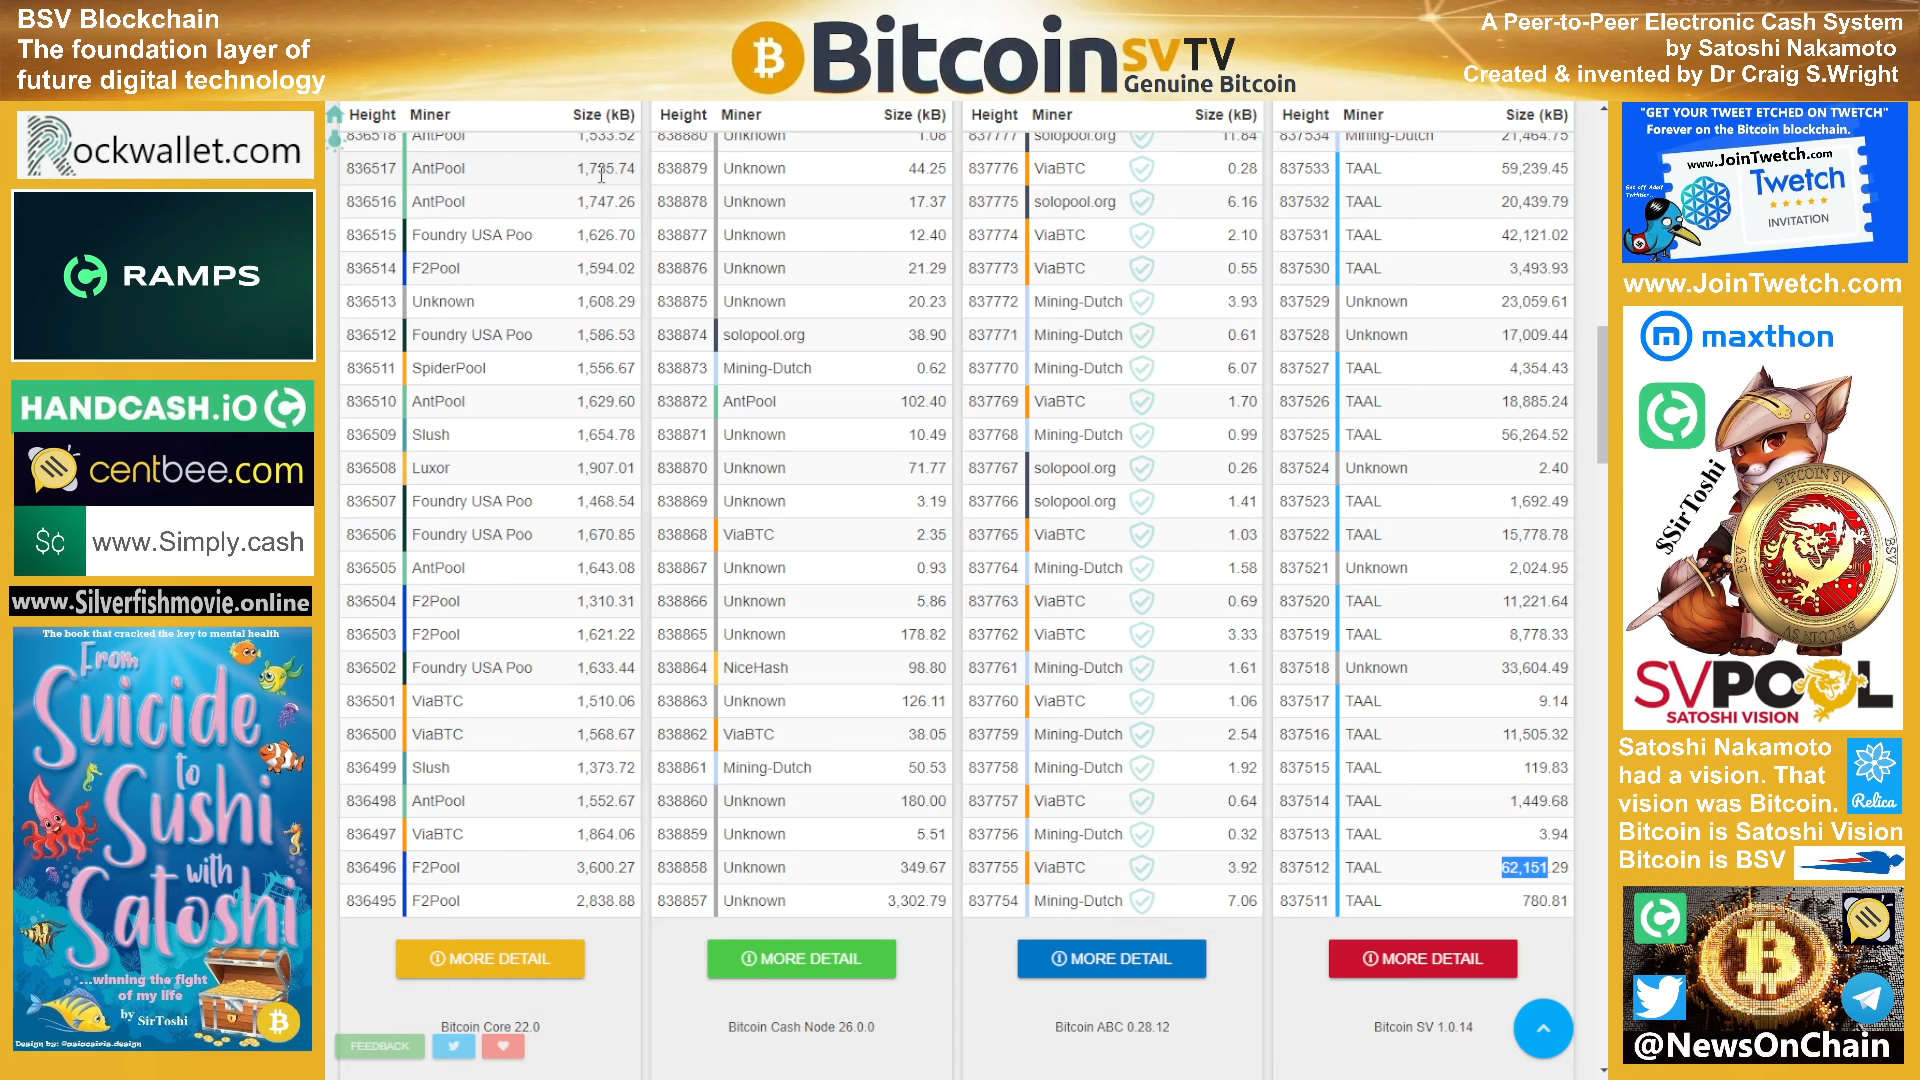 BSV Blockchain
The foundation layer of
future digital technology
BitcoinSVTV
Genuine Bitcoin
A Peer-to-Peer Electronic Cash System
by Satoshi Nakamoto
Created & invented by Dr Craig S.Wright
Rockwallet.com
RAMPS
HANDCASH.iO
centbee.com
$c www.Simply.cash
www.Silverfishmovie.online
The book that cracked the key to mental health
From
Suicide
to
Sushi
with
Satoshi
...winning the fight
of my life
by SirToshi
Height Miner Size (kB) Height Miner Size (kB) Height Miner Size (kB) Height Miner Size (kB)
836518 AntPool 1,533.52 838880 Unknown 1.08 837777 solopool.org 11.84 837534 Mining-Dutch 21,464.75
836517 AntPool 1,795.74 838879 Unknown 44.25 837776 ViaBTC 0.28 837533 TAAL 59,239.45
836516 AntPool 1,747.26 838878 Unknown 17.37 837775 solopool.org 6.16 837532 TAAL 20,439.79
836515 Foundry USA Poo 1,626.70 838877 Unknown 12.40 837774 ViaBTC 2.10 837531 TAAL 42,121.02
836514 F2Pool 1,594.02 838876 Unknown 21.29 837773 ViaBTC 0.55 837530 TAAL 3,493.93
836513 Unknown 1,608.29 838875 Unknown 20.23 837772 Mining-Dutch 3.93 837529 Unknown 23,059.61
836512 Foundry USA Poo 1,586.53 838874 solopool.org 38.90 837771 Mining-Dutch 0.61 837528 Unknown 17,009.44
836511 SpiderPool 1,556.67 838873 Mining-Dutch 0.62 837770 Mining-Dutch 6.07 837527 TAAL 4,354.43
836510 AntPool 1,629.60 838872 AntPool 102.40 837769 ViaBTC 1.70 837526 TAAL 18,885.24
836509 Slush 1,654.78 838871 Unknown 10.49 837768 Mining-Dutch 0.99 837525 TAAL 56,264.52
836508 Luxor 1,907.01 838870 Unknown 71.77 837767 solopool.org 0.26 837524 Unknown 2.40
836507 Foundry USA Poo 1,468.54 838869 Unknown 3.19 837766 solopool.org 1.41 837523 TAAL 1,692.49
836506 Foundry USA Poo 1,670.85 838868 ViaBTC 2.35 837765 ViaBTC 1.03 837522 TAAL 15,778.78
836505 AntPool 1,643.08 838867 Unknown 0.93 837764 Mining-Dutch 1.58 837521 Unknown 2,024.95
836504 F2Pool 1,310.31 838866 Unknown 5.86 837763 ViaBTC 0.69 837520 TAAL 11,221.64
836503 F2Pool 1,621.22 838865 Unknown 178.82 837762 ViaBTC 3.33 837519 TAAL 8,778.33
836502 Foundry USA Poo 1,633.44 838864 NiceHash 98.80 837761 Mining-Dutch 1.61 837518 Unknown 33,604.49
836501 ViaBTC 1,510.06 838863 Unknown 126.11 837760 ViaBTC 1.06 837517 TAAL 9.14
836500 ViaBTC 1,568.67 838862 ViaBTC 38.05 837759 Mining-Dutch 2.54 837516 TAAL 11,505.32
836499 Slush 1,373.72 838861 Mining-Dutch 50.53 837758 Mining-Dutch 1.92 837515 TAAL 119.83
836498 AntPool 1,552.67 838860 Unknown 180.00 837757 ViaBTC 0.64 837514 TAAL 1,449.68
836497 ViaBTC 1,864.06 838859 Unknown 5.51 837756 Mining-Dutch 0.32 837513 TAAL 3.94
836496 F2Pool 3,600.27 838858 Unknown 349.67 837755 ViaBTC 3.92 837512 TAAL 62,151.29
836495 F2Pool 2,838.88 838857 Unknown 3,302.79 837754 Mining-Dutch 7.06 837511 TAAL 780.81
MORE DETAIL MORE DETAIL MORE DETAIL MORE DETAIL
Bitcoin Core 22.0 Bitcoin Cash Node 26.0.0 Bitcoin ABC 0.28.12 Bitcoin SV 1.0.14
FEEDBACK
"GET YOUR TWEET ETCHED ON TWETCH"
Forever on the Bitcoin blockchain.
www.JoinTwetch.com
Twetch
INVITATION
www.JoinTwetch.com
maxthon
$SirToshi
BITCOIN SV
BSV
BSV
SVPOOL
SATOSHI VISION
Satoshi Nakamoto
had a vision. That
vision was Bitcoin.
Relica
Bitcoin is Satoshi Vision
Bitcoin is BSV
@NewsOnChain